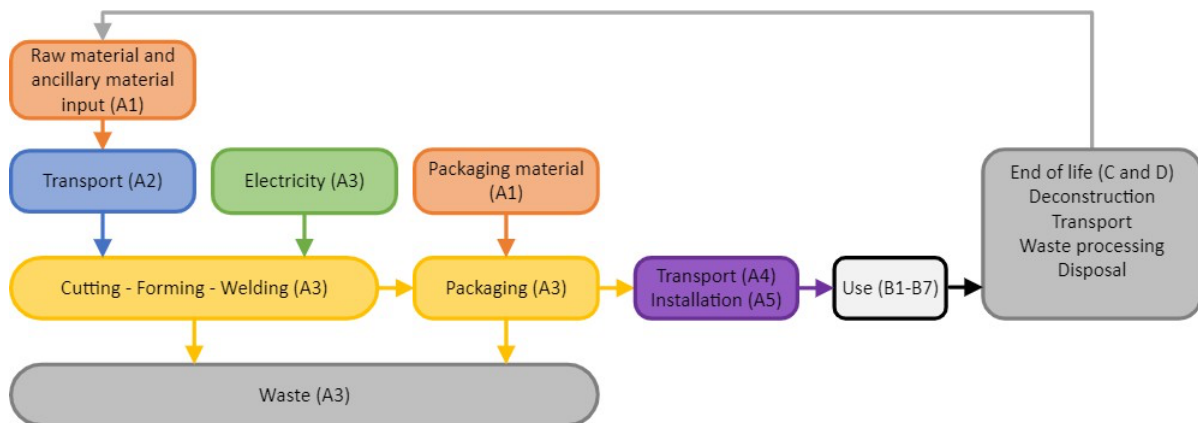 Raw material and
ancillary material
input (A1)
Transport (A2)
Electricity (A3)
Packaging material
(A1)
End of life (C and D)
Deconstruction
Transport
Waste processing
Disposal
Cutting - Forming - Welding (A3)
Packaging (A3)
Transport (A4)
Installation (A5)
Use (B1-B7)
Waste (A3)